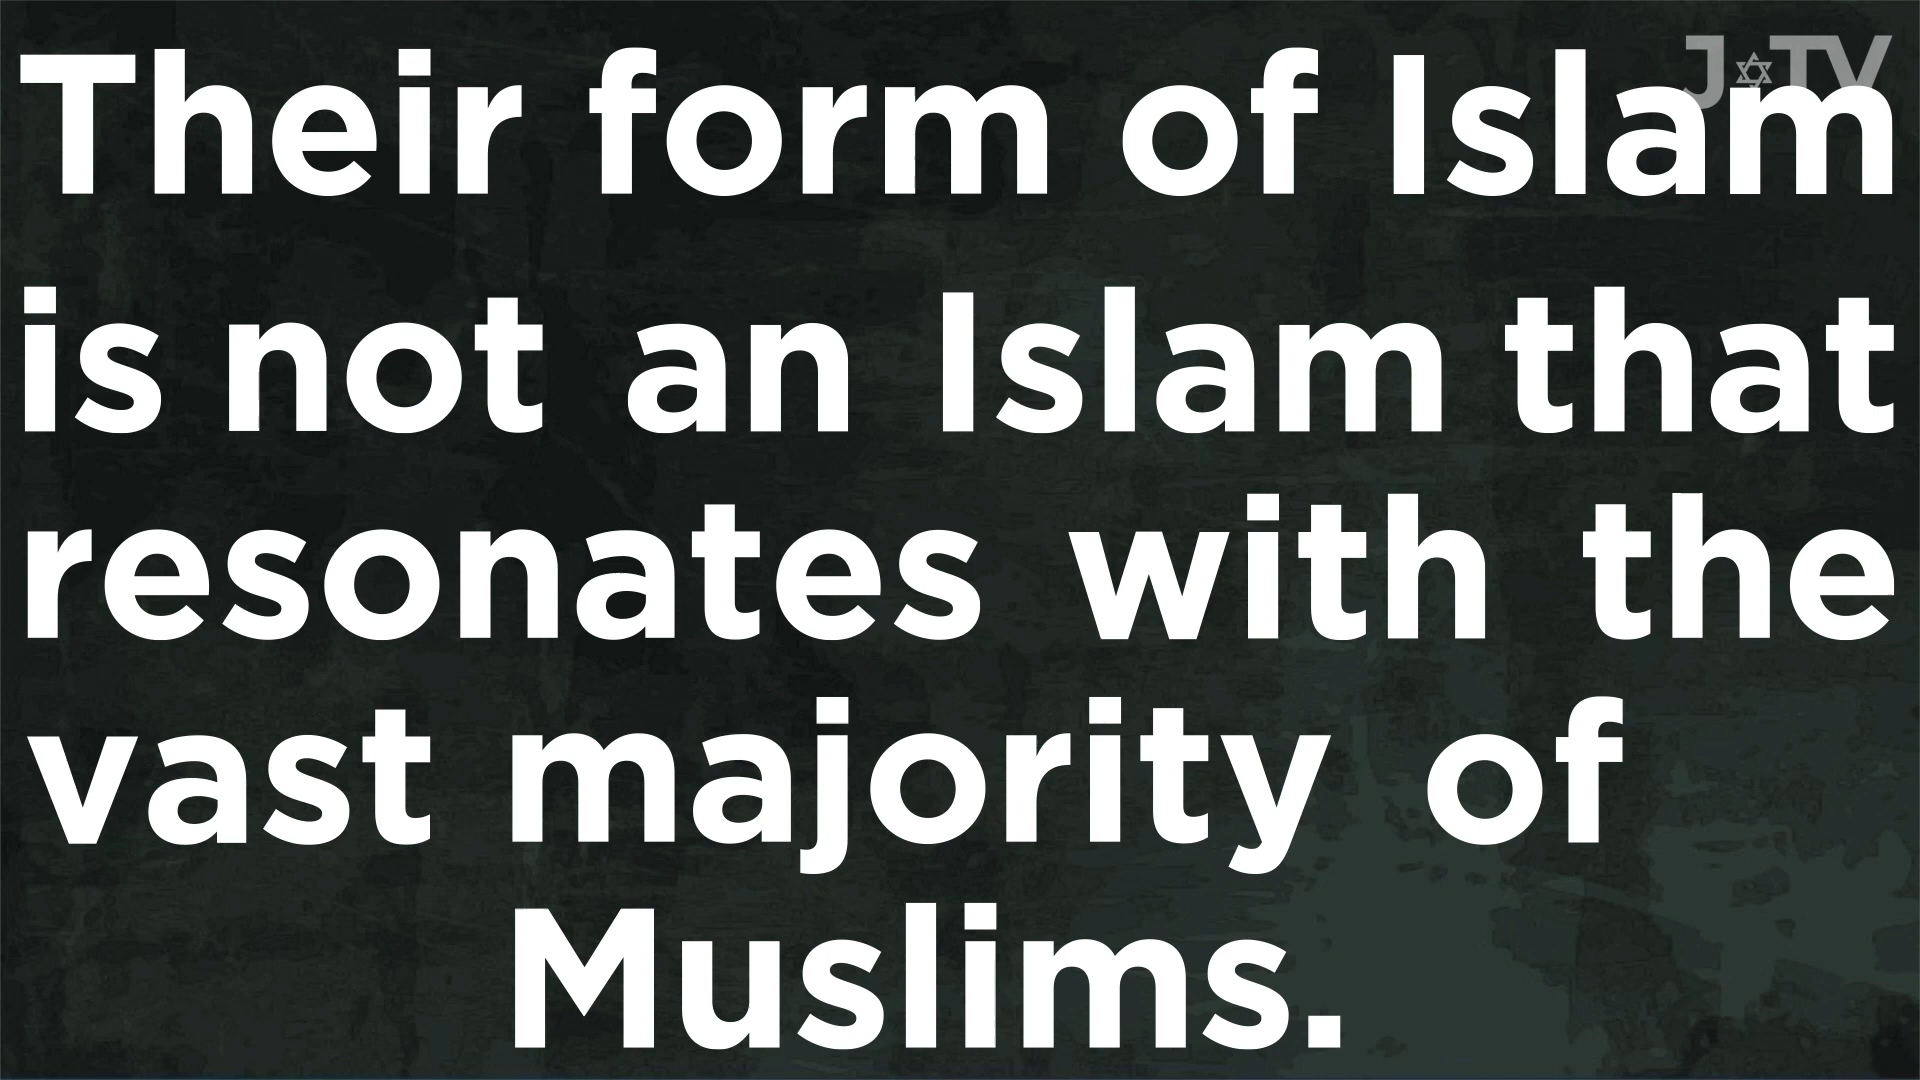 J✡TV
Their form of Islam
is not an Islam that
resonates with the
vast majority of
Muslims.